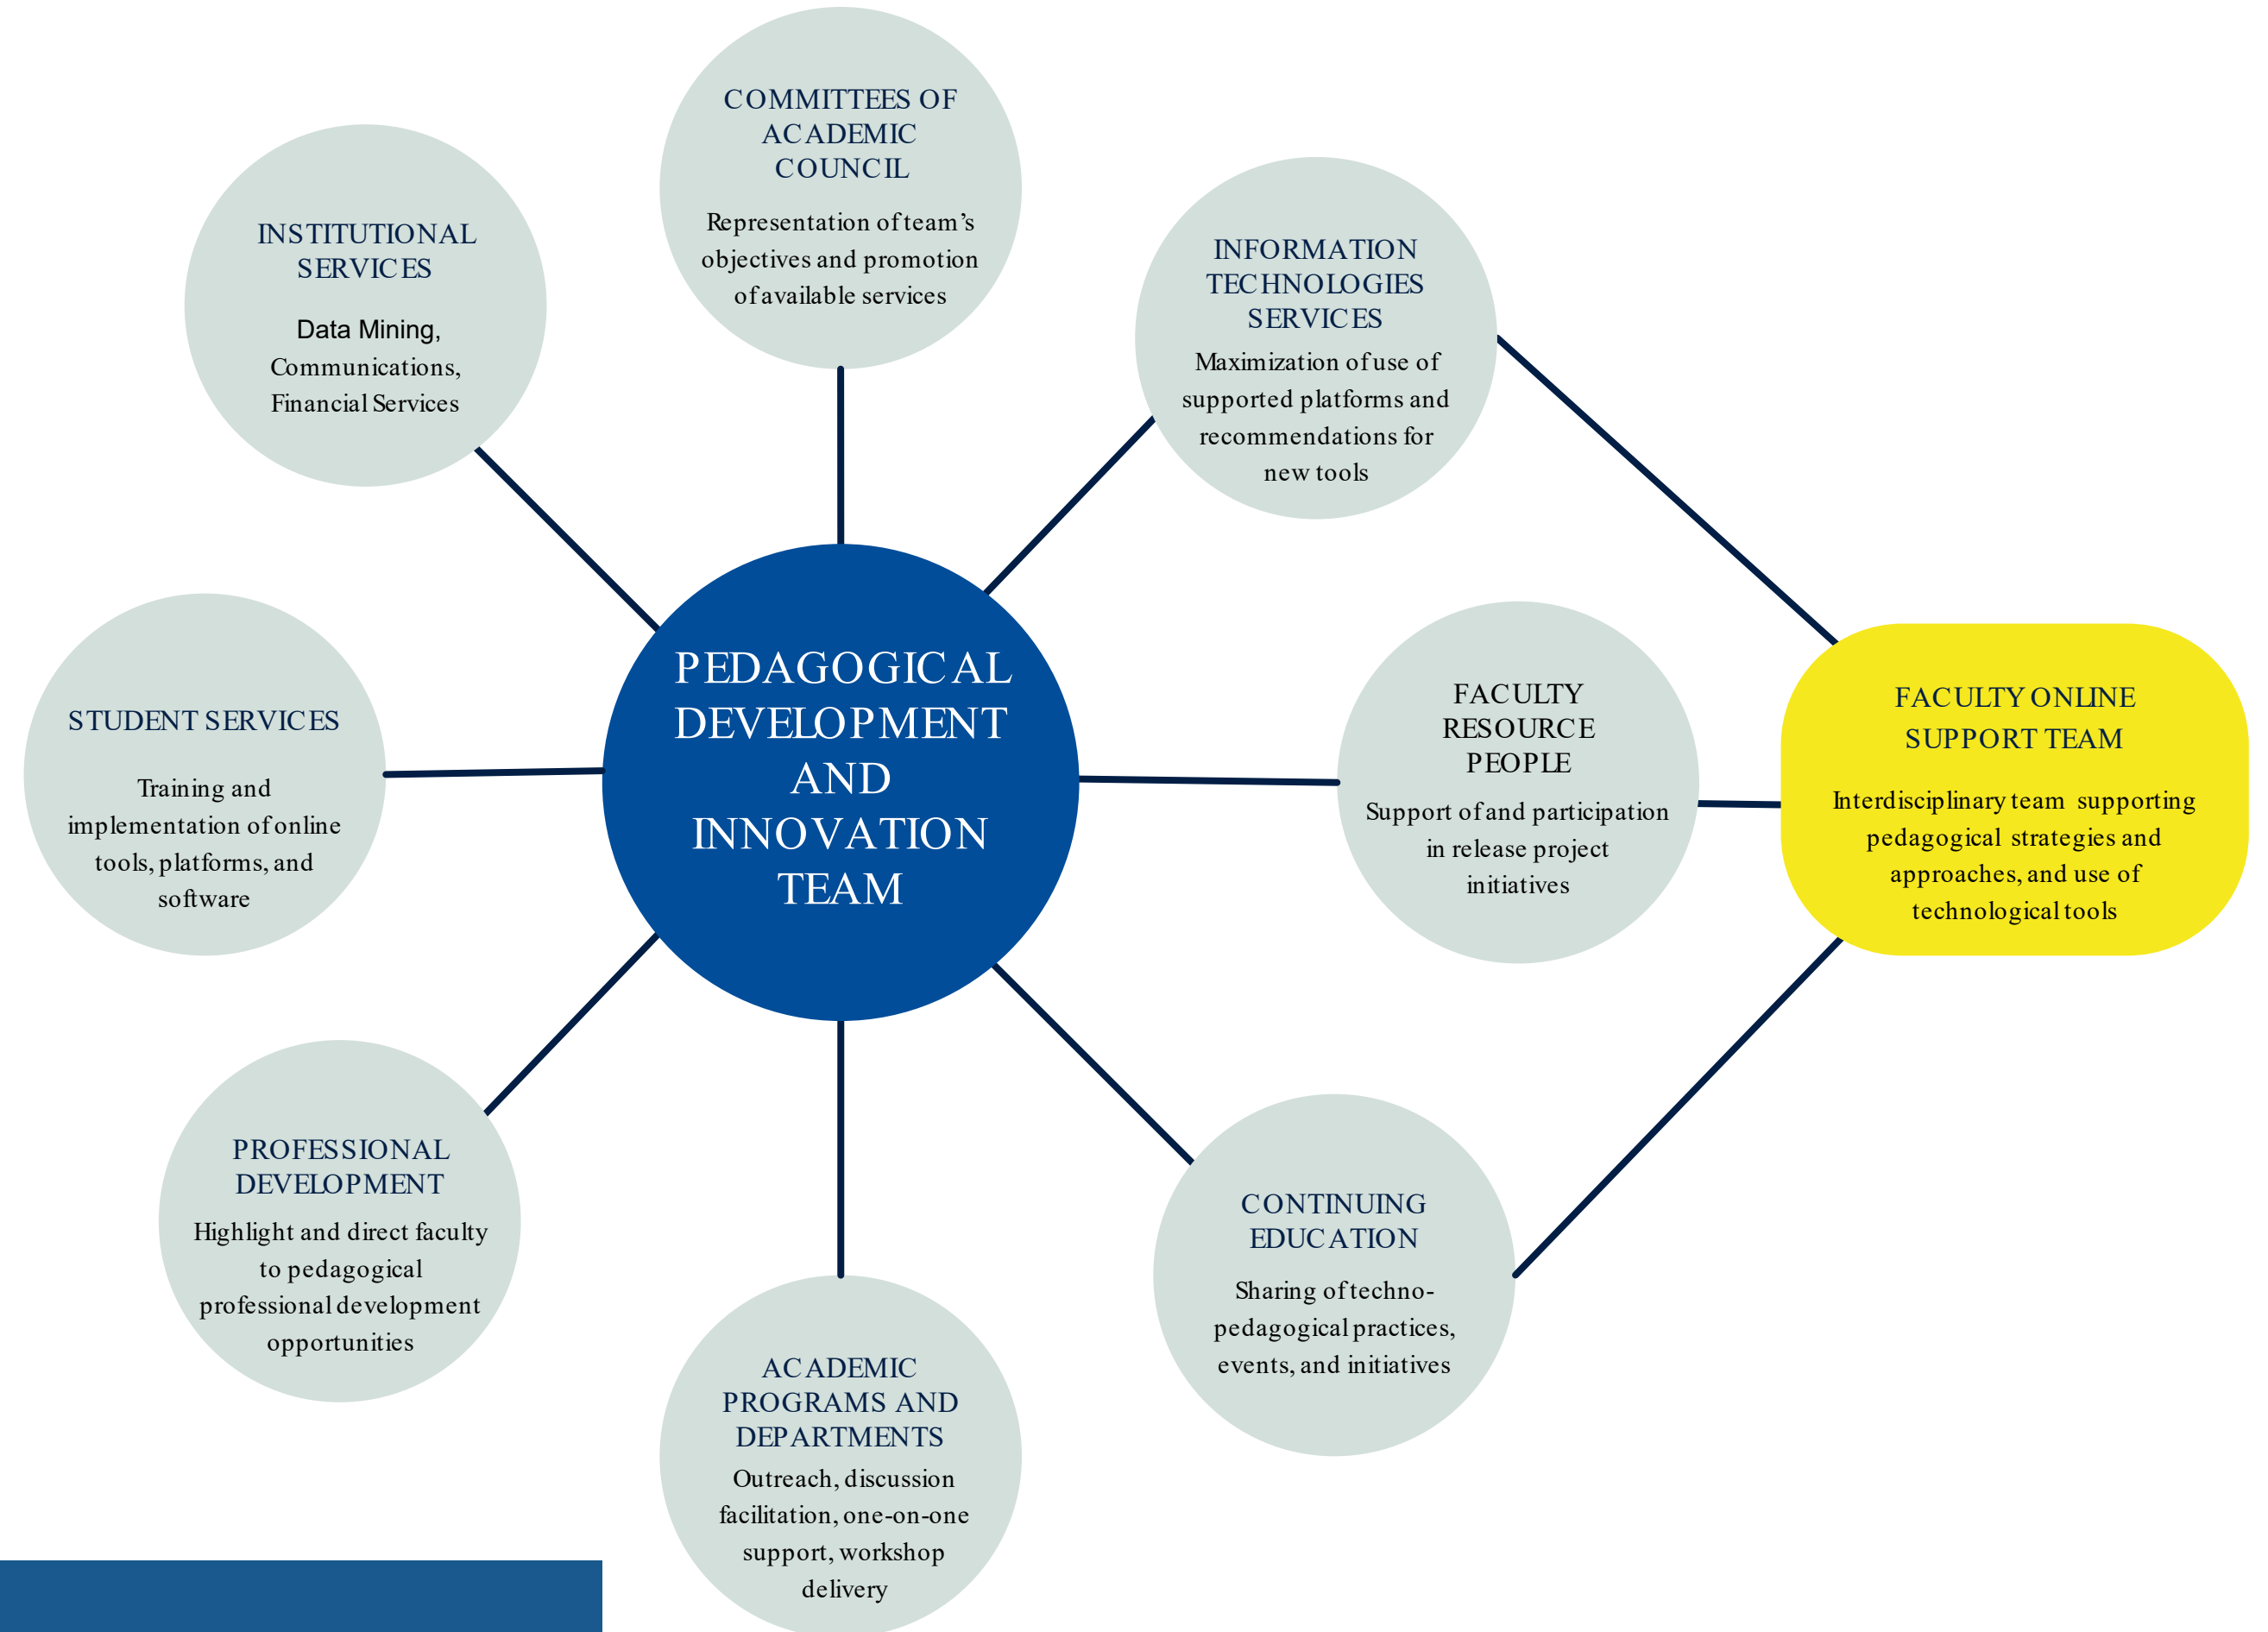 COMMITTEES OF
ACADEMIC
COUNCIL
Representation of team’s
objectives and promotion
of available services
INSTITUTIONAL
SERVICES
Data Mining,
Communications,
Financial Services
INFORMATION
TECHNOLOGIES
SERVICES
Maximization of use of
supported platforms and
recommendations for
new tools
STUDENT SERVICES
Training and
implementation of online
tools, platforms, and
software
PEDAGOGICAL
DEVELOPMENT
AND
INNOVATION
TEAM
FACULTY
RESOURCE
PEOPLE
Support of and participation
in release project
initiatives
FACULTY ONLINE
SUPPORT TEAM
Interdisciplinary team supporting
pedagogical strategies and
approaches, and use of
technological tools
PROFESSIONAL
DEVELOPMENT
Highlight and direct faculty
to pedagogical
professional development
opportunities
CONTINUING
EDUCATION
Sharing of techno-
pedagogical practices,
events, and initiatives
ACADEMIC
PROGRAMS AND
DEPARTMENTS
Outreach, discussion
facilitation, one-on-one
support, workshop
delivery